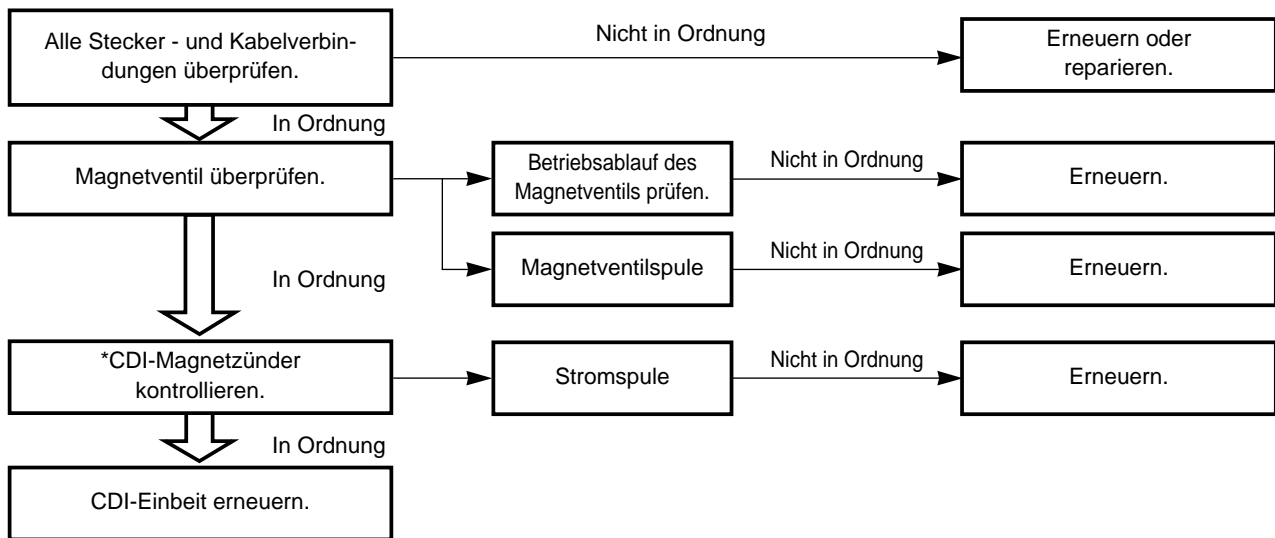 Alle Stecker - und Kabelverbin-
dungen überprüfen.
Nicht in Ordnung
Erneuern oder
reparieren.
In Ordnung
Magnetventil überprüfen.
Betriebsablauf des
Magnetventils prüfen.
Nicht in Ordnung
Erneuern.
Magnetventilspule
Nicht in Ordnung
Erneuern.
In Ordnung
*CDI-Magnetzünder
kontrollieren.
Stromspule
Nicht in Ordnung
Erneuern.
In Ordnung
CDI-Einbeit erneuern.